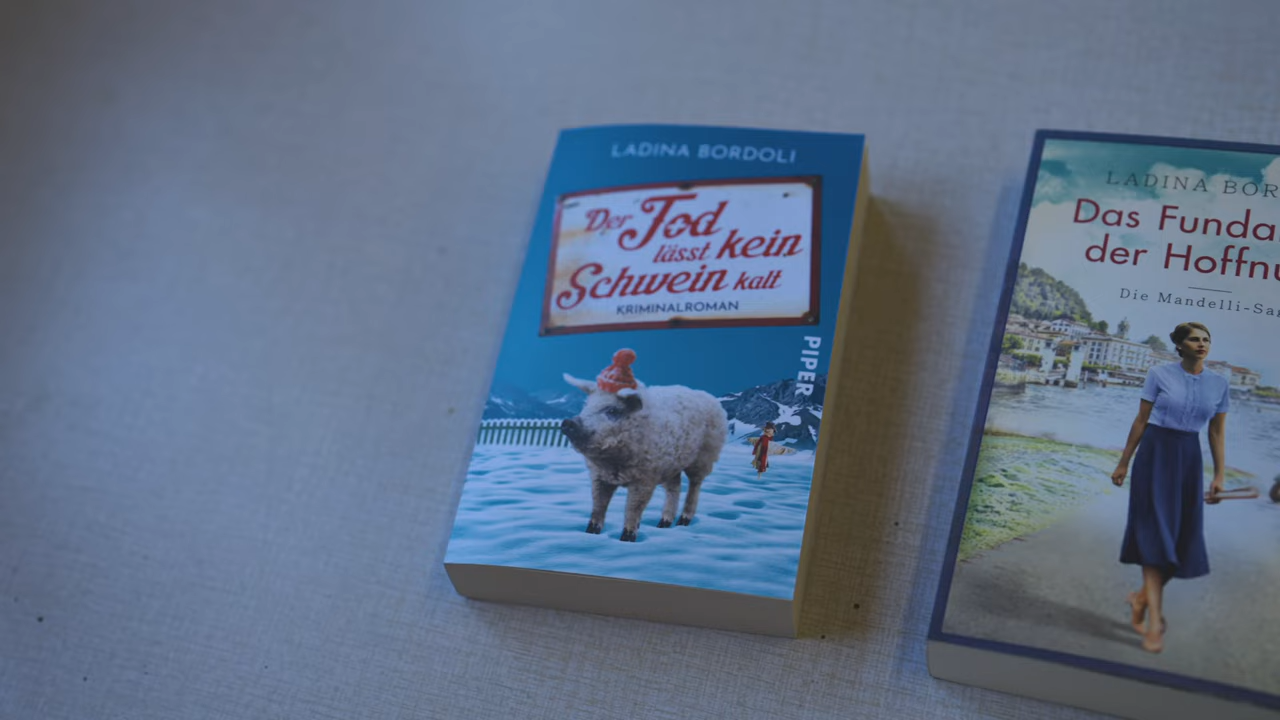 LADINA BORDOLI
Der Tod
lässt kein
Schwein kalt
KRIMINALROMAN
PIPER
LADINA BOR
Das Funda
der Hoffnu
Die Mandelli-Sa